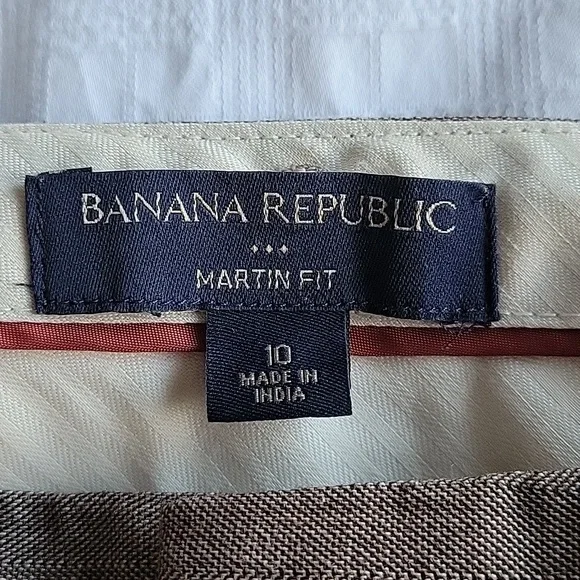 BANANA REPUBLIC
MARTIN FIT
10
MADE IN
INDIA